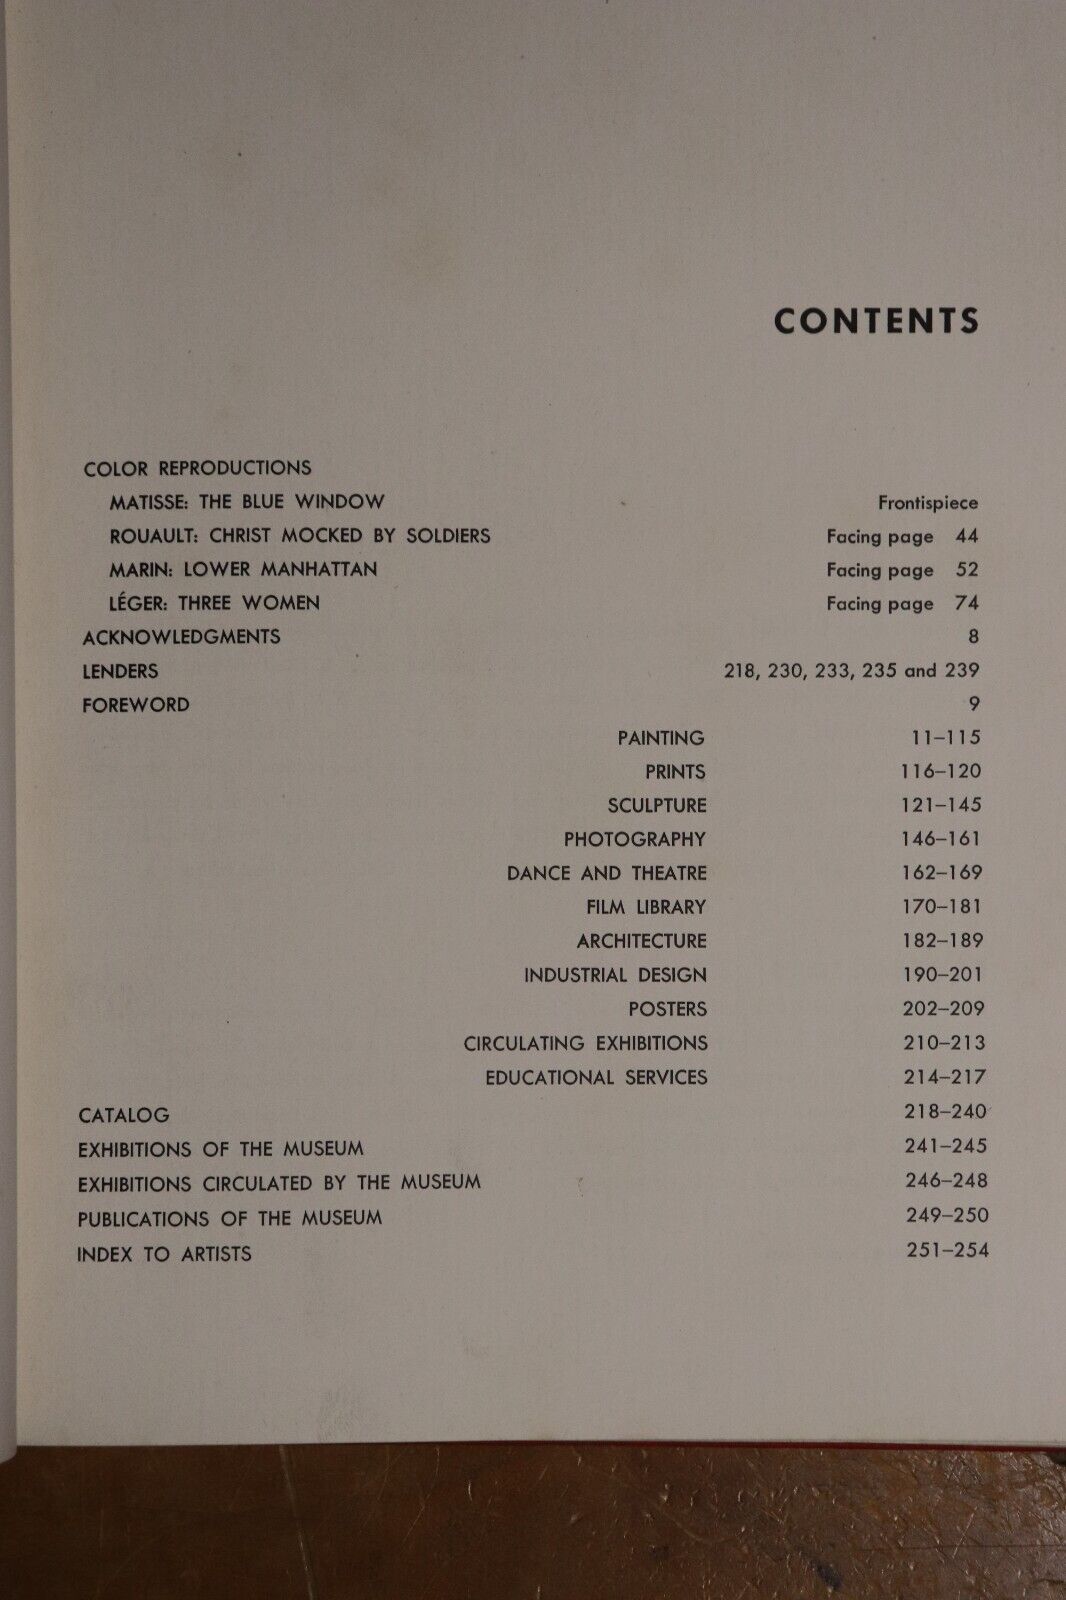 CONTENTS
COLOR REPRODUCTIONS
MATISSE: THE BLUE WINDOW Frontispiece
ROUAULT: CHRIST MOCKED BY SOLDIERS Facing page 44
MARIN: LOWER MANHATTAN Facing page 52
LÉGER: THREE WOMEN Facing page 74
ACKNOWLEDGMENTS 8
LENDERS 218, 230, 233, 235 and 239
FOREWORD 9
PAINTING 11–115
PRINTS 116–120
SCULPTURE 121–145
PHOTOGRAPHY 146–161
DANCE AND THEATRE 162–169
FILM LIBRARY 170–181
ARCHITECTURE 182–189
INDUSTRIAL DESIGN 190–201
POSTERS 202–209
CIRCULATING EXHIBITIONS 210–213
EDUCATIONAL SERVICES 214–217
CATALOG 218–240
EXHIBITIONS OF THE MUSEUM 241–245
EXHIBITIONS CIRCULATED BY THE MUSEUM 246–248
PUBLICATIONS OF THE MUSEUM 249–250
INDEX TO ARTISTS 251–254